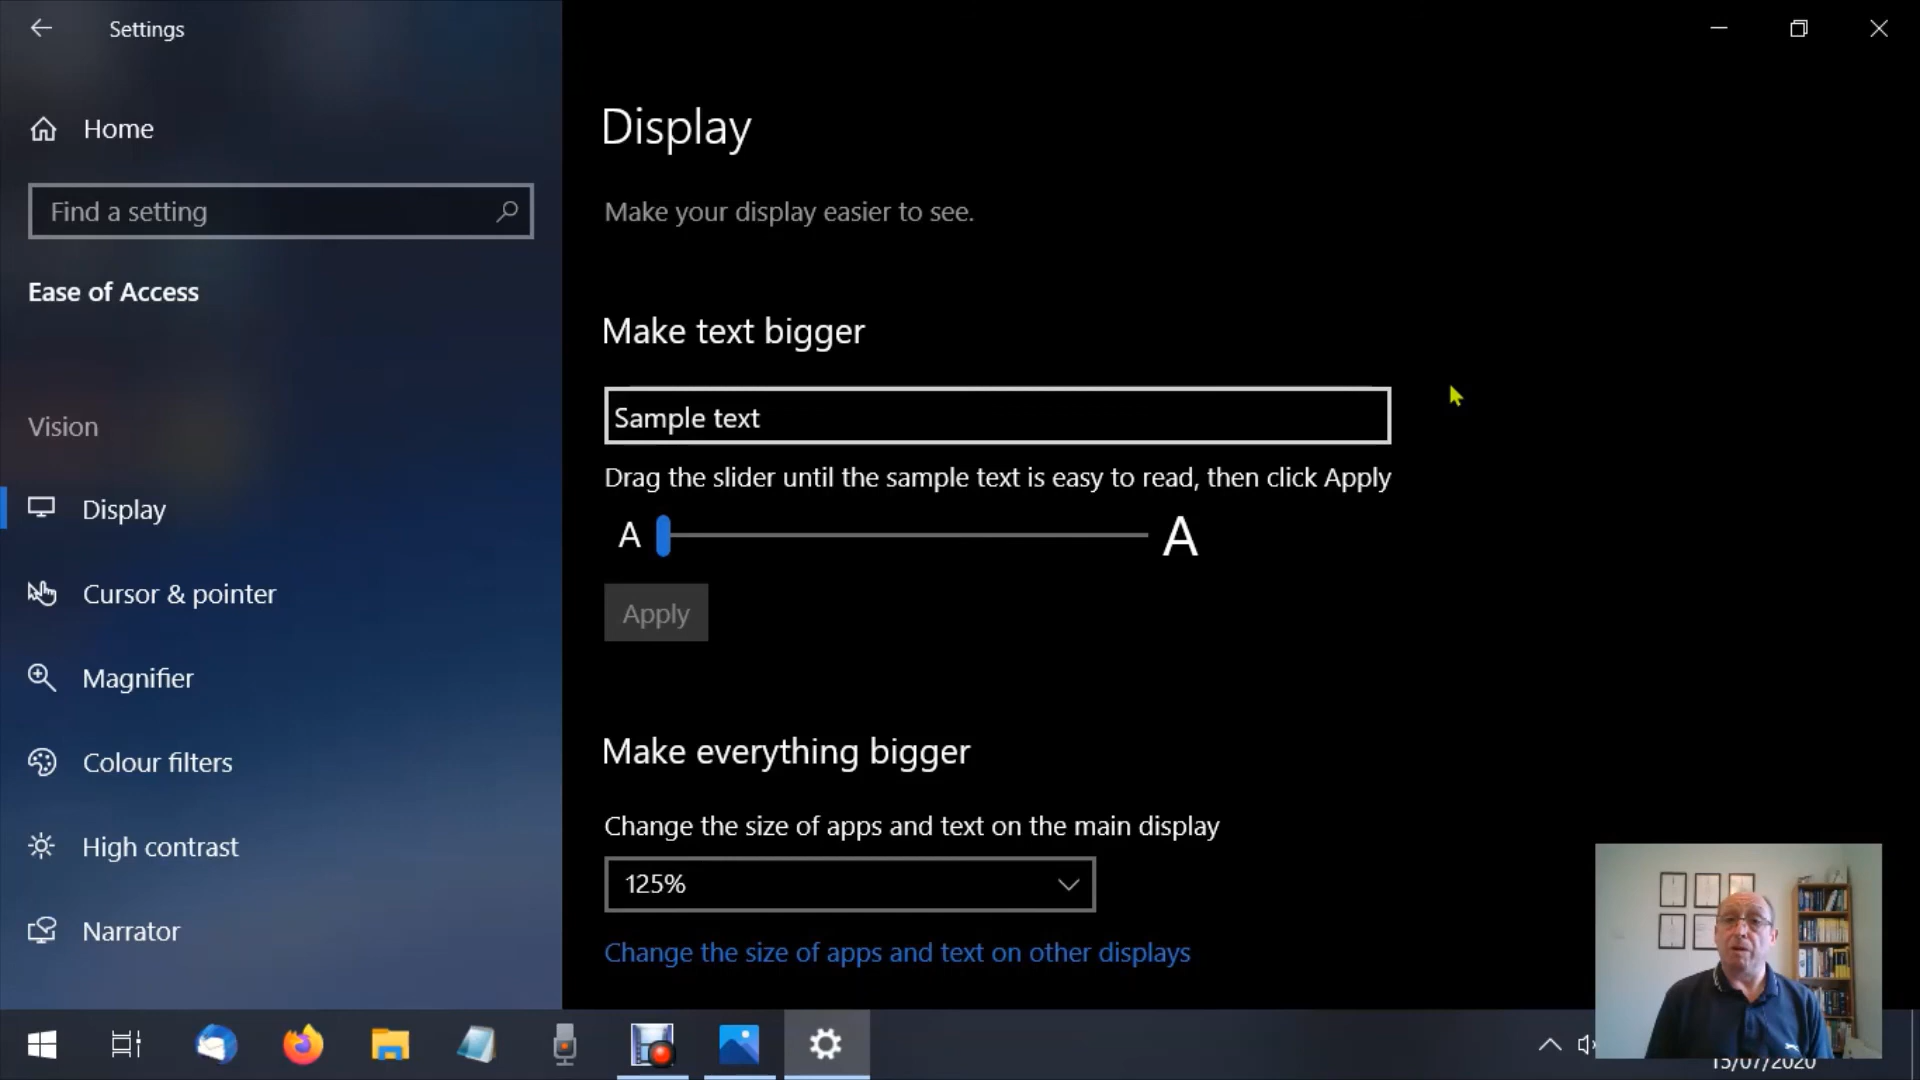 Settings
Home
Find a setting
Ease of Access
Vision
Display
Cursor & pointer
Magnifier
Colour filters
High contrast
Narrator
Display
Make your display easier to see.
Make text bigger
Sample text
Drag the slider until the sample text is easy to read, then click Apply
A A
Apply
Make everything bigger
Change the size of apps and text on the main display
125%
Change the size of apps and text on other displays
15/07/2020